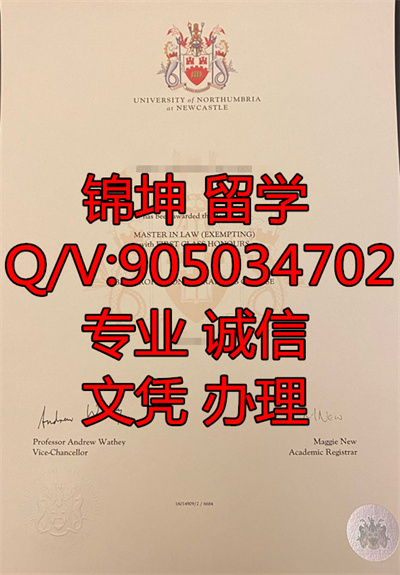 UNIVERSITY of NORTHUMBRIA
at NEWCASTLE
锦坤 留学
has been awarded the
MASTER IN LAW (EXEMPTING)
with FIRST CLASS HONOURS
Q/V:905034702
专业 诚信
文凭 办理
Professor Andrew Wathey
Vice-Chancellor
Maggie New
Academic Registrar